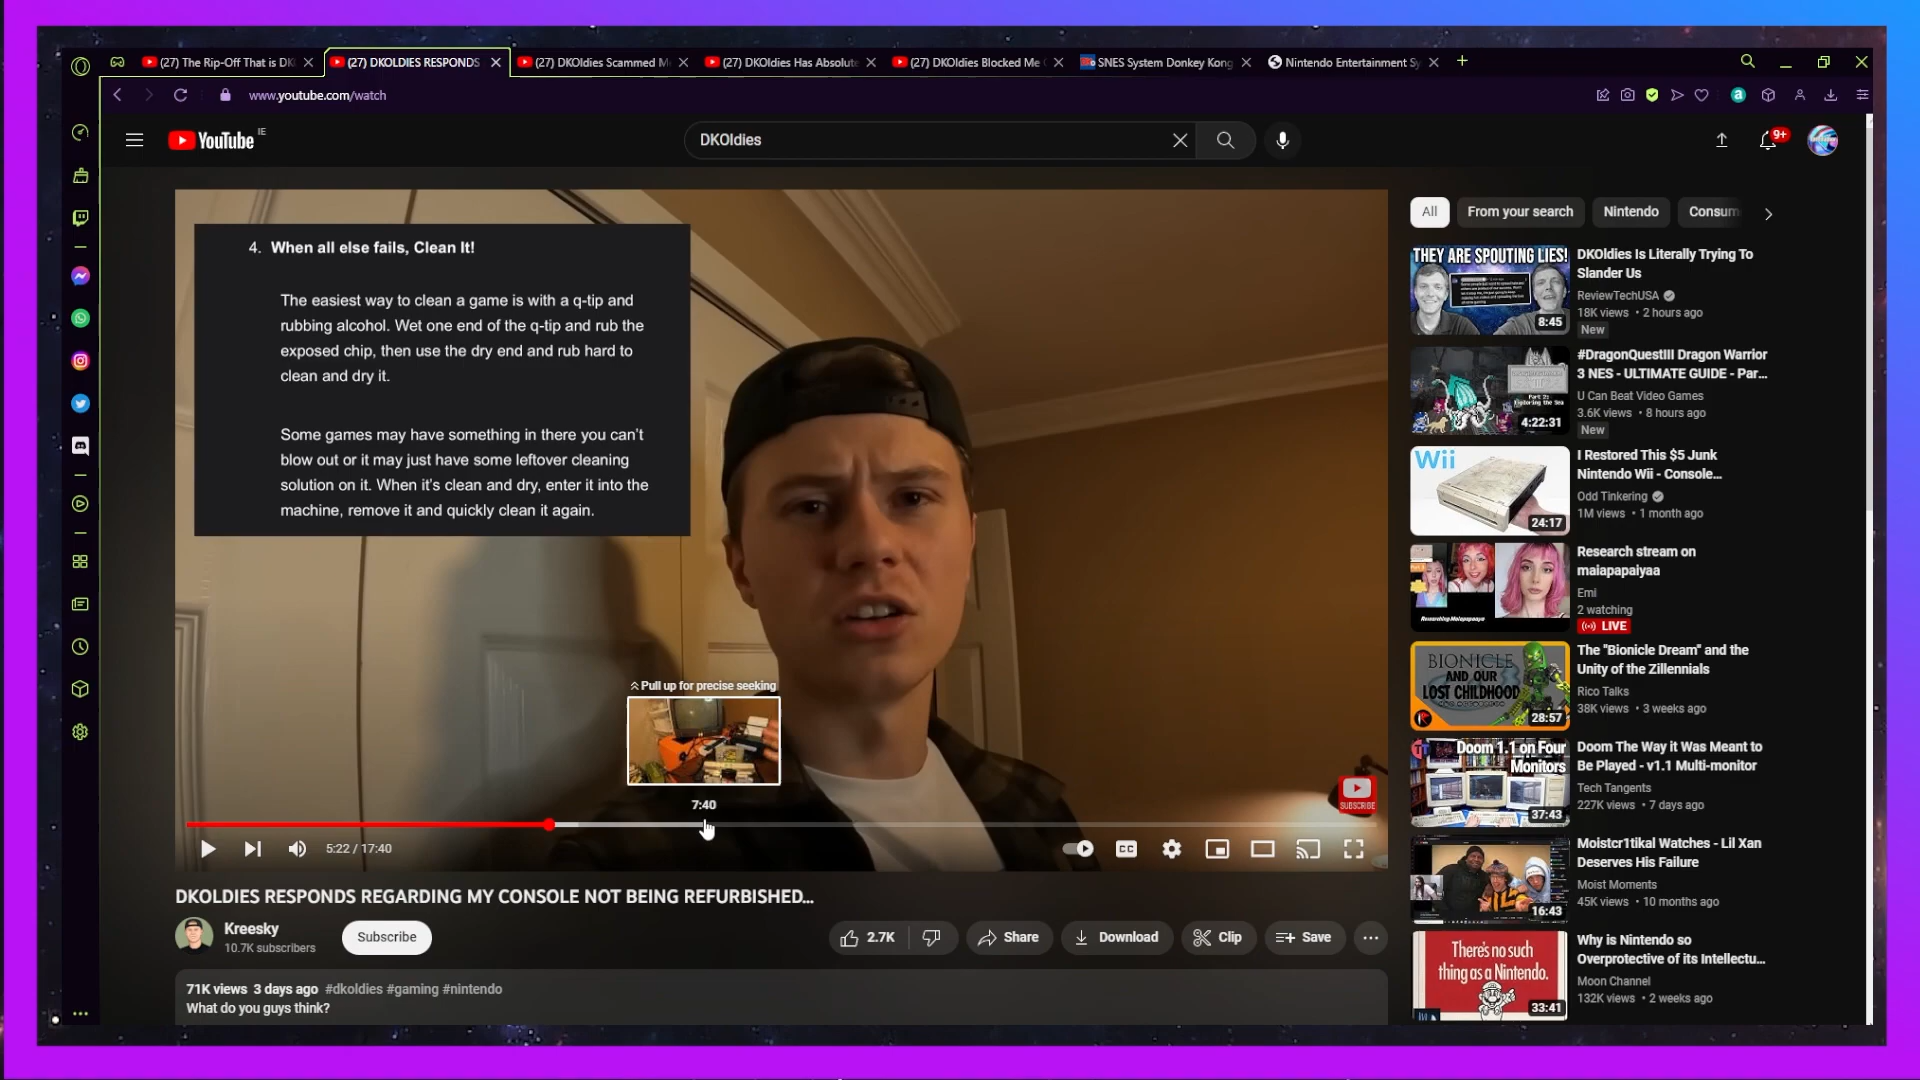 (27) The Rip-Off That is DK
(27) DKOLDIES RESPONDS
(27) DKOldies Scammed M
(27) DKOldies Has Absolute
(27) DKOldies Blocked Me
SNES System Donkey Kong
Nintendo Entertainment Sy
www.youtube.com/watch
YouTube IE
DKOldies
9+
4. When all else fails, Clean It!
The easiest way to clean a game is with a q-tip and
rubbing alcohol. Wet one end of the q-tip and rub the
exposed chip, then use the dry end and rub hard to
clean and dry it.
Some games may have something in there you can't
blow out or it may just have some leftover cleaning
solution on it. When it's clean and dry, enter it into the
machine, remove it and quickly clean it again.
Pull up for precise seeking
7:40
SUBSCRIBE
5:22 / 17:40
CC
DKOLDIES RESPONDS REGARDING MY CONSOLE NOT BEING REFURBISHED...
Kreesky
10.7K subscribers
Subscribe
2.7K
Share
Download
Clip
Save
71K views 3 days ago #dkoldies #gaming #nintendo
What do you guys think?
All
From your search
Nintendo
Consum
THEY ARE SPOUTING LIES!
8:45
DKOldies Is Literally Trying To
Slander Us
ReviewTechUSA
18K views • 2 hours ago
New
4:22:31
#DragonQuestIII Dragon Warrior
3 NES - ULTIMATE GUIDE - Par...
U Can Beat Video Games
3.6K views • 8 hours ago
New
Wii
24:17
I Restored This $5 Junk
Nintendo Wii - Console...
Odd Tinkering
1M views • 1 month ago
Researching Maiapapaya
Research stream on
maiapapaiyaa
Emi
2 watching
LIVE
BIONICLE
AND OUR
LOST CHILDHOOD
28:57
The "Bionicle Dream" and the
Unity of the Zillennials
Rico Talks
38K views • 3 weeks ago
Doom 1.1 on Four
Monitors
37:43
Doom The Way it Was Meant to
Be Played - v1.1 Multi-monitor
Tech Tangents
227K views • 7 days ago
16:43
Moistcr1tikal Watches - Lil Xan
Deserves His Failure
Moist Moments
45K views • 10 months ago
There's no such
thing as a Nintendo.
33:41
Why is Nintendo so
Overprotective of its Intellectu...
Moon Channel
132K views • 2 weeks ago